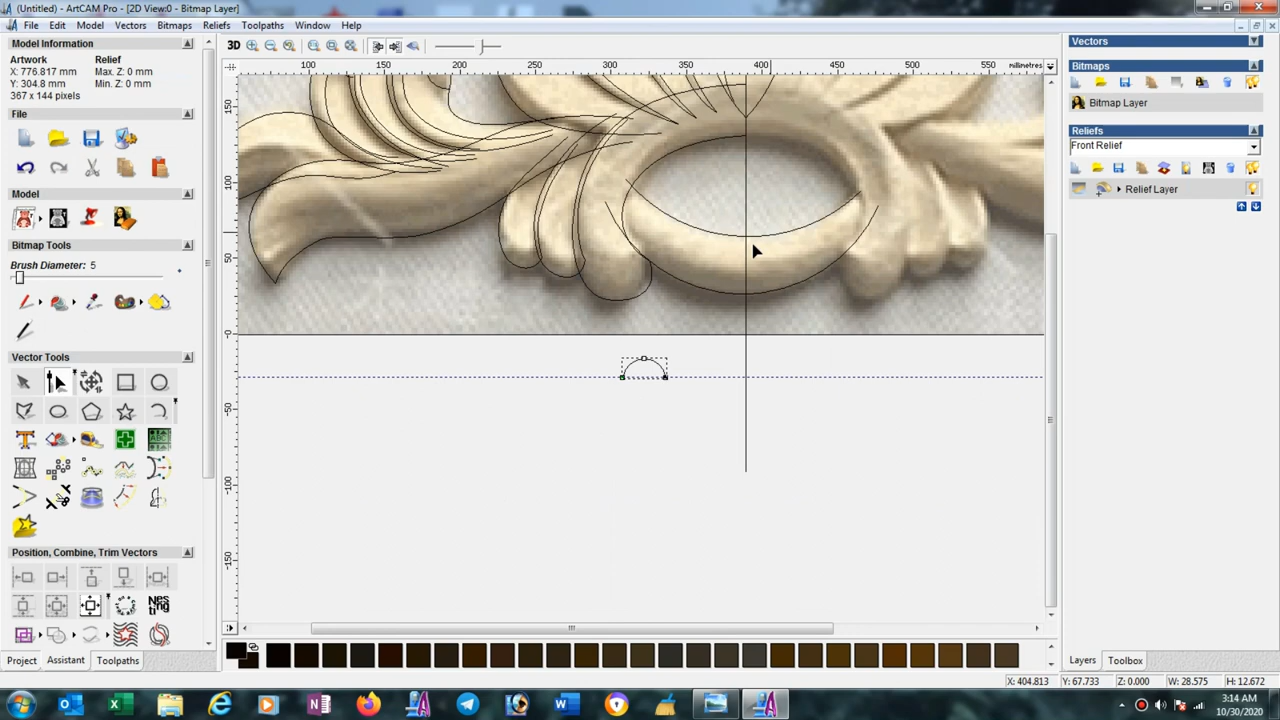 (Untitled) - ArtCAM Pro - [2D View:0 - Bitmap Layer]
File Edit Model Vectors Bitmaps Reliefs Toolpaths Window Help
Model Information
Artwork Relief
X: 776.817 mm Max. Z: 0 mm
Y: 304.8 mm Min. Z: 0 mm
367 x 144 pixels
File
Model
Bitmap Tools
Brush Diameter: 5
Vector Tools
Position, Combine, Trim Vectors
Project Assistant Toolpaths
3D
100 150 200 250 300 350 400 450 500 550 millimetres
150
100
50
-0
-50
-100
-150
Vectors
Bitmaps
Bitmap Layer
Reliefs
Front Relief
Relief Layer
Layers Toolbox
X: 404.813 Y: 67.733 Z: 0.000 W: 28.575 H: 12.672
3:14 AM
10/30/2020